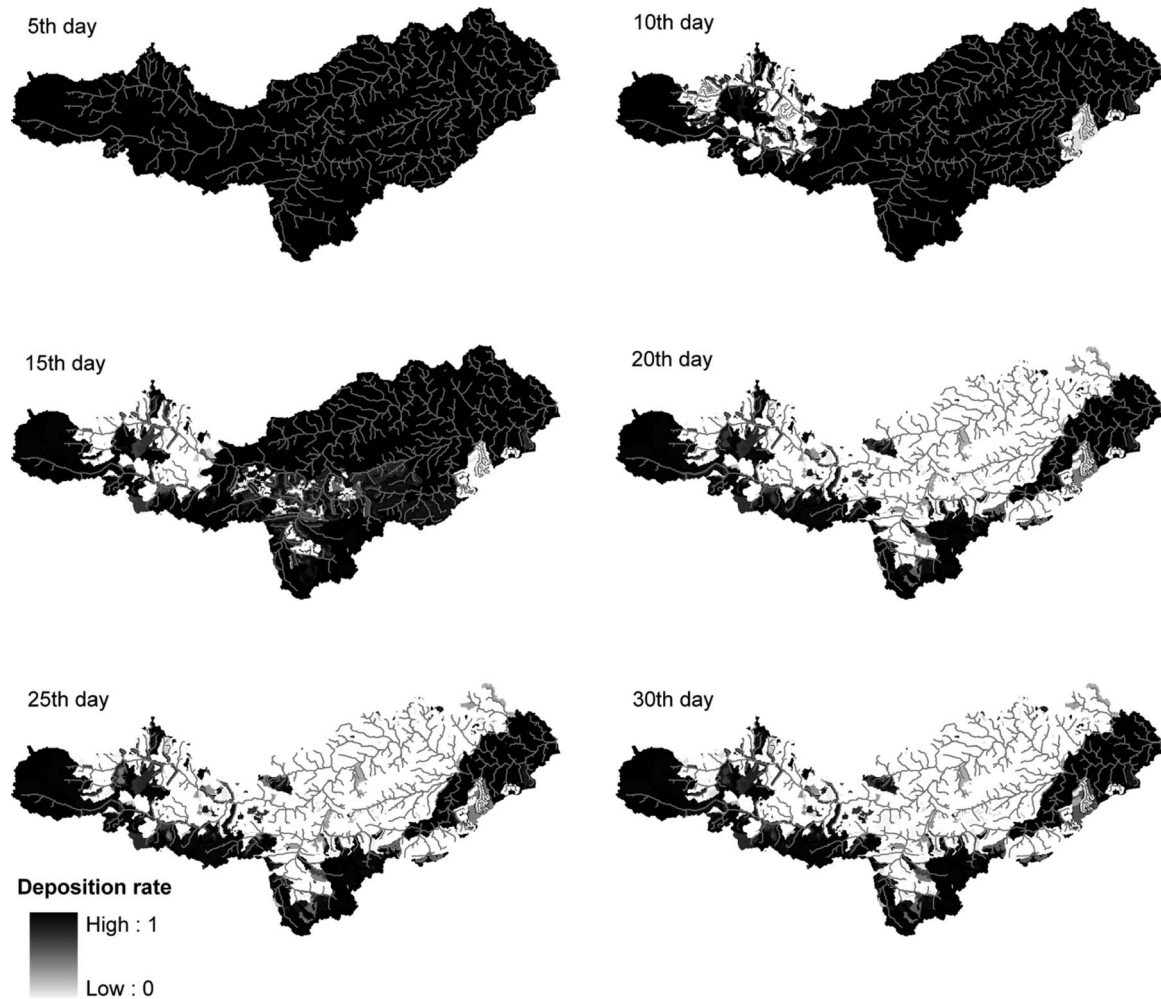 5th day
10th day
15th day
20th day
25th day
30th day
Deposition rate
High : 1
Low : 0